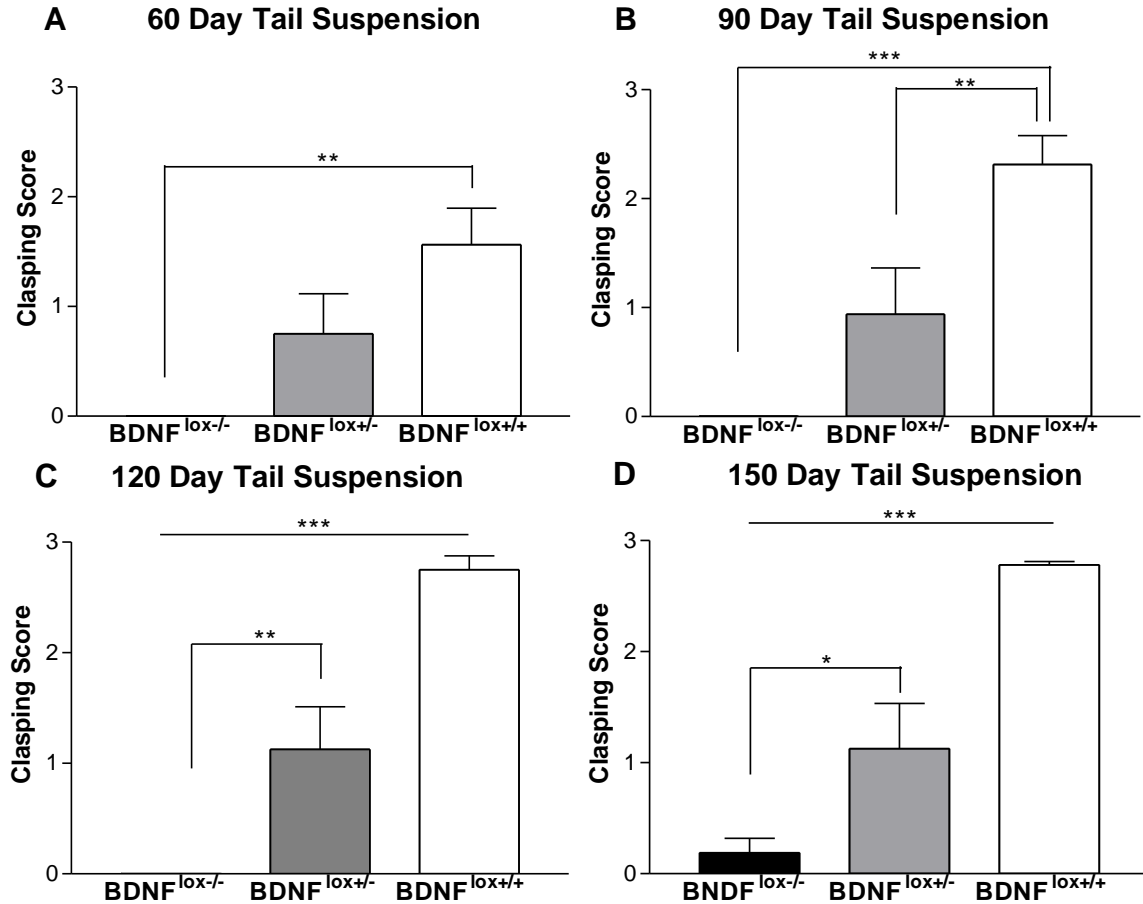 A 60 Day Tail Suspension
Clasping Score
3
2
1
0
**
BDNF lox-/- BDNF lox+/- BDNF lox+/+
B 90 Day Tail Suspension
Clasping Score
3
2
1
0
***
**
BDNF lox-/- BDNF lox+/- BDNF lox+/+
C 120 Day Tail Suspension
Clasping Score
3
2
1
0
***
**
BDNF lox-/- BDNF lox+/- BDNF lox+/+
D 150 Day Tail Suspension
Clasping Score
3
2
1
0
***
*
BNDF lox-/- BDNF lox+/- BDNF lox+/+